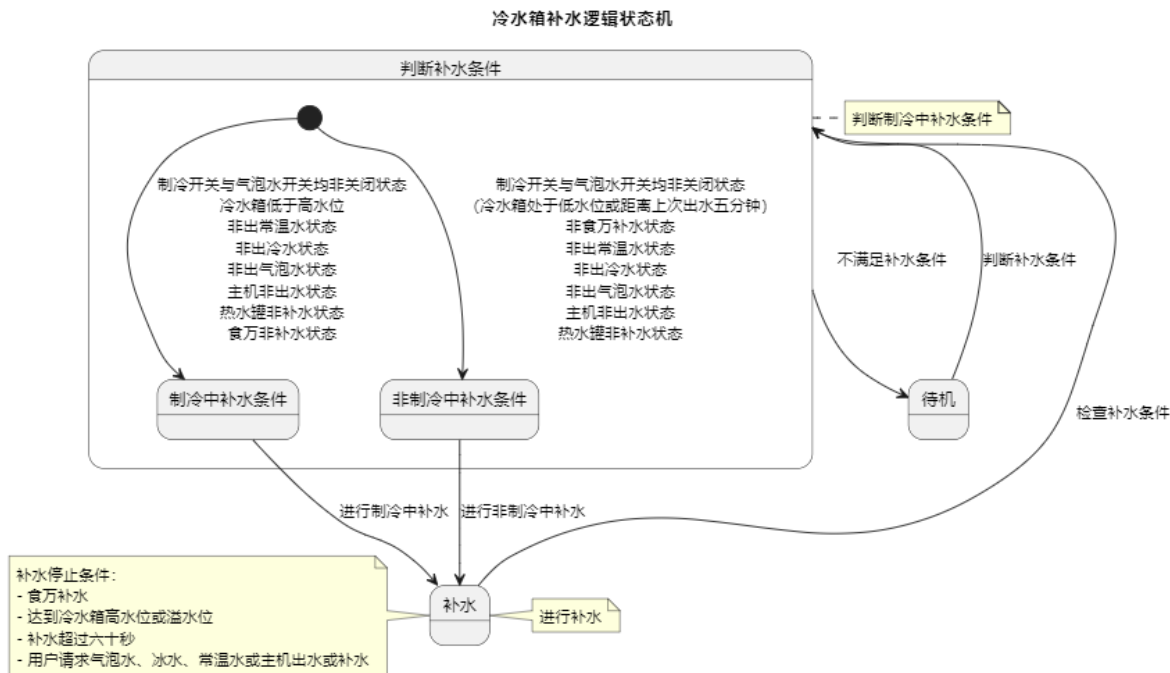 冷水箱补水逻辑状态机
判断补水条件
判断制冷中补水条件
制冷开关与气泡水开关均非关闭状态
冷水箱低于高水位
非出常温水状态
非出冷水状态
非出气泡水状态
主机非出水状态
热水罐非补水状态
食万非补水状态
制冷开关与气泡水开关均非关闭状态
(冷水箱处于低水位或距离上次出水五分钟)
非食万补水状态
非出常温水状态
非出冷水状态
非出气泡水状态
主机非出水状态
热水罐非补水状态
不满足补水条件
判断补水条件
制冷中补水条件
非制冷中补水条件
待机
检查补水条件
进行制冷中补水
进行非制冷中补水
补水停止条件:
- 食万补水
- 达到冷水箱高水位或溢水位
- 补水超过六十秒
- 用户请求气泡水、冰水、常温水或主机出水或补水
补水
进行补水